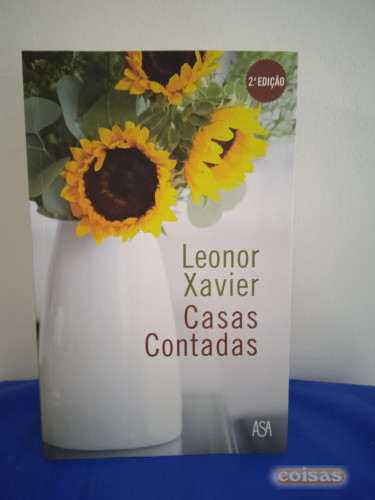 2.ª EDIÇÃO
Leonor
Xavier
Casas
Contadas
ASA
coisas